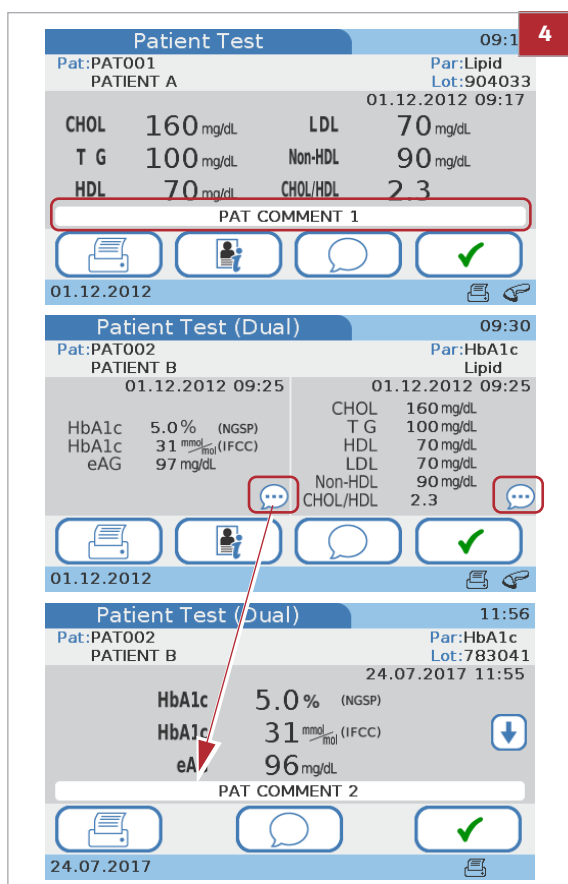 4
Patient Test 09:1
Pat:PAT001 Par:Lipid
PATIENT A Lot:904033
01.12.2012 09:17
CHOL 160 mg/dL LDL 70 mg/dL
T G 100 mg/dL Non-HDL 90 mg/dL
HDL 70 mg/dL CHOL/HDL 2.3
PAT COMMENT 1
01.12.2012
Patient Test (Dual) 09:30
Pat:PAT002 Par:HbA1c
PATIENT B Lipid
01.12.2012 09:25 01.12.2012 09:25
HbA1c 5.0% (NGSP)
HbA1c 31 mmol/mol (IFCC)
eAG 97 mg/dL
CHOL 160 mg/dL
T G 100 mg/dL
HDL 70 mg/dL
LDL 70 mg/dL
Non-HDL 90 mg/dL
CHOL/HDL 2.3
01.12.2012
Patient Test (Dual) 11:56
Pat:PAT002 Par:HbA1c
PATIENT B Lot:783041
24.07.2017 11:55
HbA1c 5.0 % (NGSP)
HbA1c 31 mmol/mol (IFCC)
eAG 96 mg/dL
PAT COMMENT 2
24.07.2017